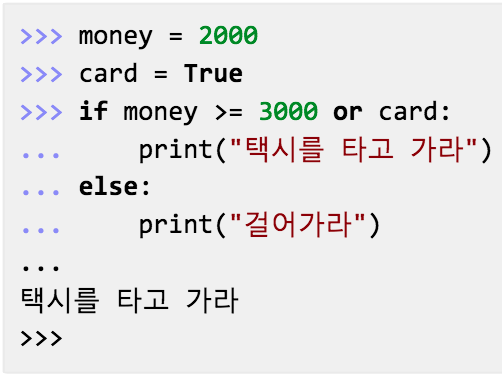 >>> money = 2000
>>> card = True
>>> if money >= 3000 or card:
...     print("택시를 타고 가라")
... else:
...     print("걸어가라")
...
택시를 타고 가라
>>>